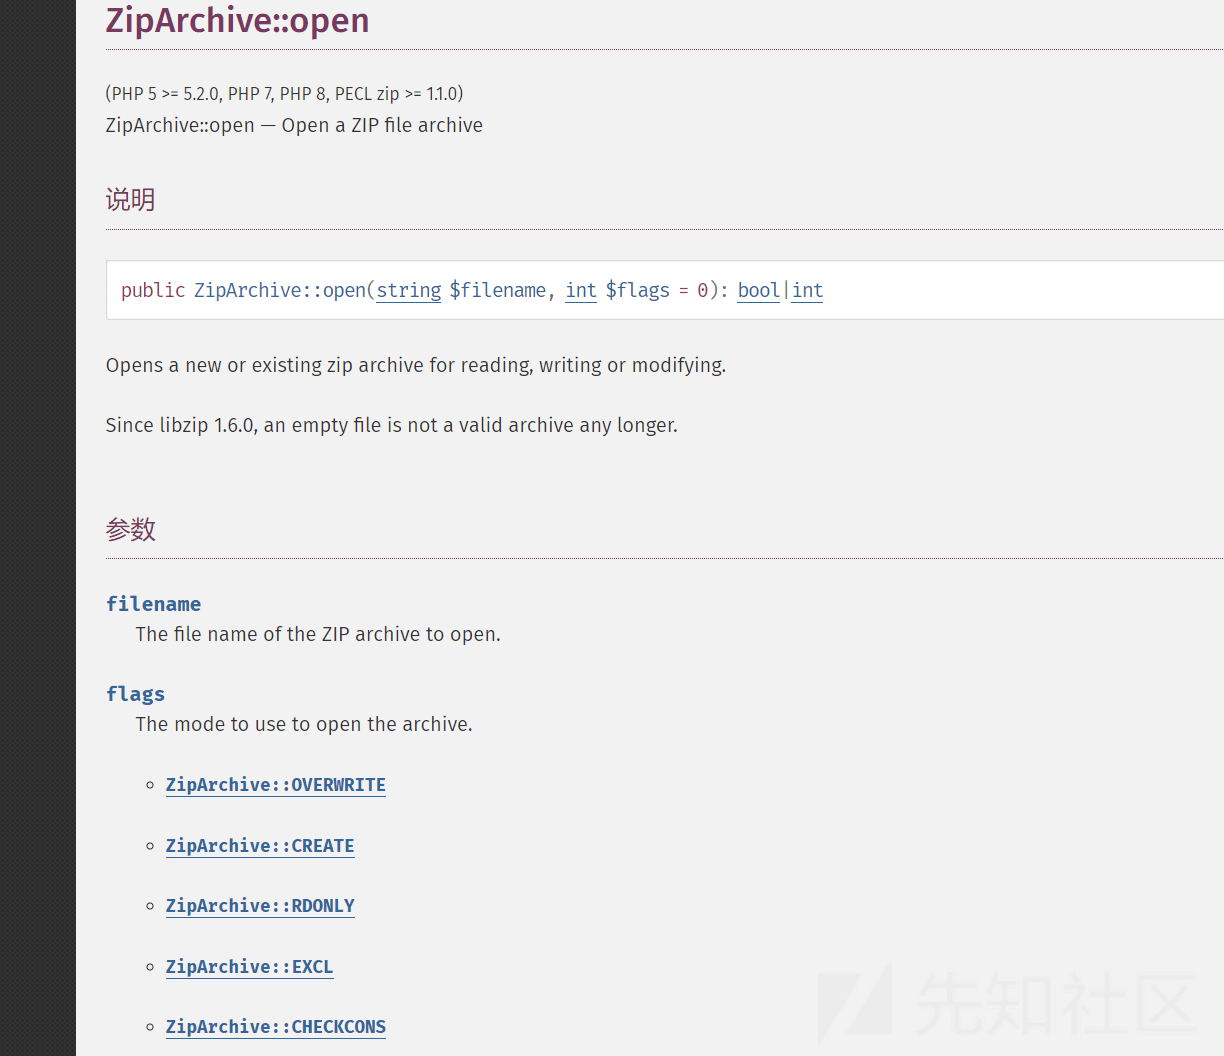 ZipArchive::open
(PHP 5 >= 5.2.0, PHP 7, PHP 8, PECL zip >= 1.1.0)
ZipArchive::open — Open a ZIP file archive
说明
public ZipArchive::open(string $filename, int $flags = 0): bool|int
Opens a new or existing zip archive for reading, writing or modifying.
Since libzip 1.6.0, an empty file is not a valid archive any longer.
参数
filename
The file name of the ZIP archive to open.
flags
The mode to use to open the archive.
ZipArchive::OVERWRITE
ZipArchive::CREATE
ZipArchive::RDONLY
ZipArchive::EXCL
ZipArchive::CHECKCONS
先知社区